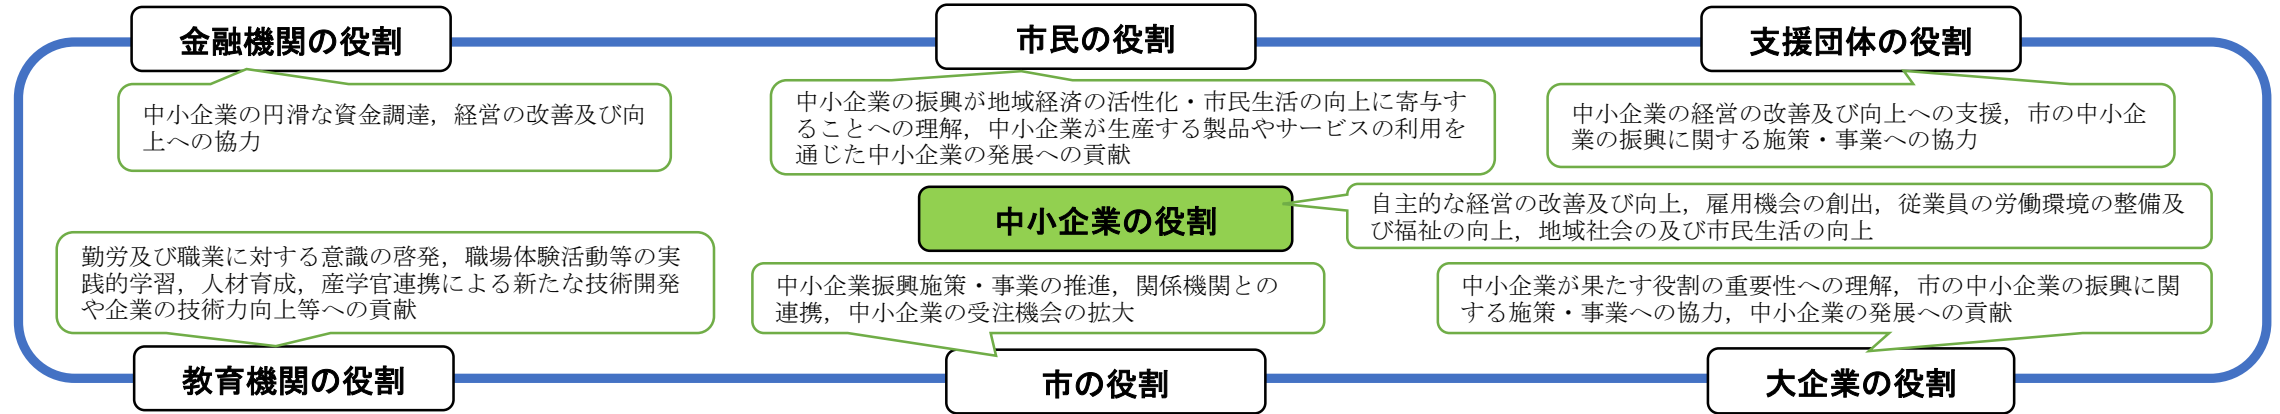 金融機関の役割
中小企業の円滑な資金調達，経営の改善及び向
上への協力
市民の役割
中小企業の振興が地域経済の活性化・市民生活の向上に寄与す
ることへの理解，中小企業が生産する製品やサービスの利用を
通じた中小企業の発展への貢献
支援団体の役割
中小企業の経営の改善及び向上への支援，市の中小企
業の振興に関する施策・事業への協力
中小企業の役割
自主的な経営の改善及び向上，雇用機会の創出，従業員の労働環境の整備及
び福祉の向上，地域社会の及び市民生活の向上
勤労及び職業に対する意識の啓発，職場体験活動等の実
践的学習，人材育成，産学官連携による新たな技術開発
や企業の技術力向上等への貢献
教育機関の役割
中小企業振興施策・事業の推進，関係機関との
連携，中小企業の受注機会の拡大
市の役割
中小企業が果たす役割の重要性への理解，市の中小企業の振興に関
する施策・事業への協力，中小企業の発展への貢献
大企業の役割